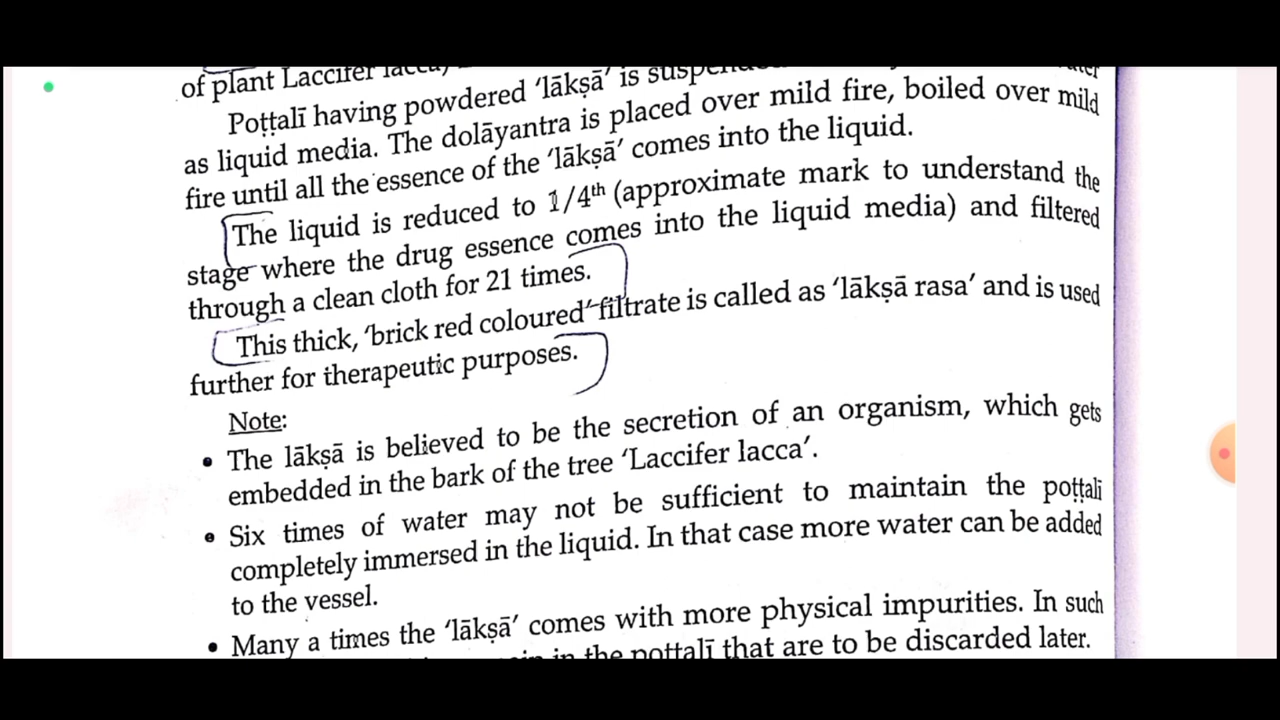 of plant Laccifer lacca,
Poṭṭalī having powdered 'lākṣā' is suspended
as liquid media. The dolāyantra is placed over mild fire, boiled over mild
fire until all the essence of the 'lākṣā' comes into the liquid.
The liquid is reduced to 1/4th (approximate mark to understand the
stage where the drug essence comes into the liquid media) and filtered
through a clean cloth for 21 times.
This thick, 'brick red coloured' filtrate is called as 'lākṣā rasa' and is used
further for therapeutic purposes.
Note:
• The lākṣā is believed to be the secretion of an organism, which gets
embedded in the bark of the tree 'Laccifer lacca'.
• Six times of water may not be sufficient to maintain the poṭṭalī
completely immersed in the liquid. In that case more water can be added
to the vessel.
• Many a times the 'lākṣā' comes with more physical impurities. In such
in the poṭṭalī that are to be discarded later.